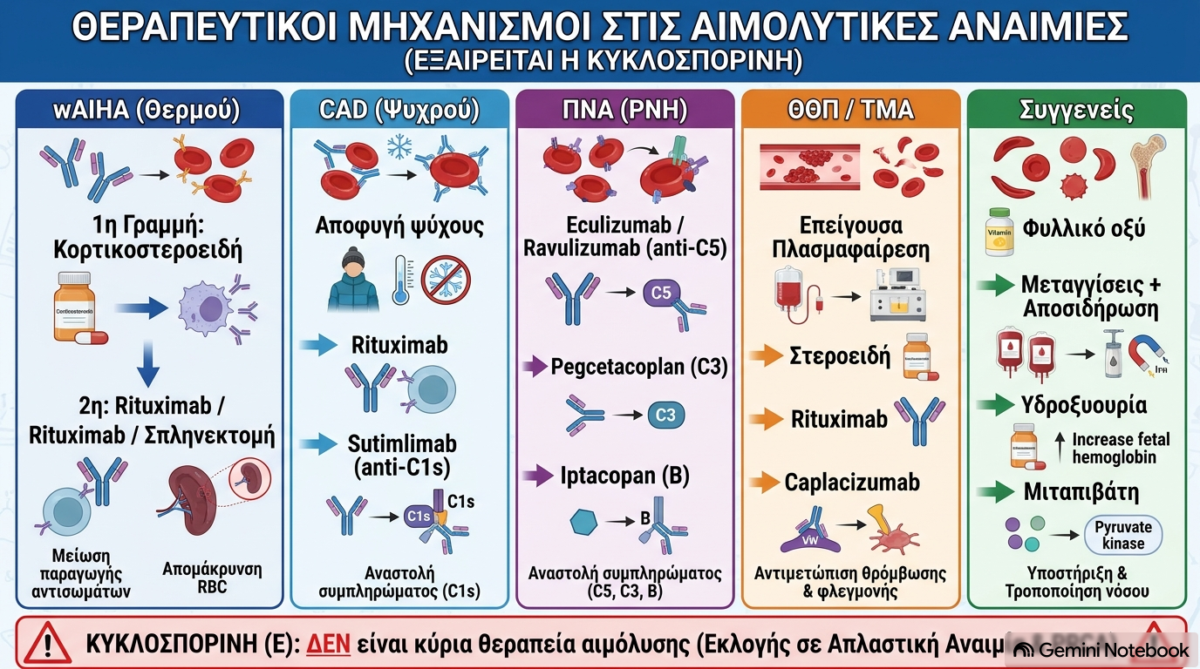 ΘΕΡΑΠΕΥΤΙΚΟΙ ΜΗΧΑΝΙΣΜΟΙ ΣΤΙΣ ΑΙΜΟΛΥΤΙΚΕΣ ΑΝΑΙΜΙΕΣ
(ΕΞΑΙΡΕΙΤΑΙ Η ΚΥΚΛΟΣΠΟΡΙΝΗ)
wAIHA (Θερμού)
1η Γραμμή:
Κορτικοστεροειδή
2η: Rituximab /
Rituximab / Σπληνεκτομή
Μείωση
παραγωγής
αντισωμάτων
Απομάκρυνση
RBC
CAD (Ψυχρού)
Αποφυγή ψύχους
Rituximab
Sutimlimab
(anti-C1s)
C1s
C1s
Αναστολή
συμπληρώματος (C1s)
ΠΝΑ (PNH)
Eculizumab /
Ravulizumab (anti-C5)
C5
Pegcetacoplan (C3)
C3
Iptacopan (B)
B
Αναστολή συμπληρώματος
(C5, C3, B)
ΘΘΠ / TMA
Επείγουσα
Πλασμαφαίρεση
Στεροειδή
Rituximab
Caplacizumab
VW
Αντιμετώπιση θρόμβωσης
& φλεγμονής
Συγγενείς
Vitamin
Φυλλικό οξύ
Μεταγγίσεις +
Αποσιδήρωση
Υδροξυουρία
Increase fetal
hemoglobin
Μιταπιβάτη
Pyruvate
kinase
Υποστήριξη &
Τροποποίηση νόσου
ΚΥΚΛΟΣΠΟΡΙΝΗ (Ε): ΔΕΝ είναι κύρια θεραπεία αιμόλυσης (Εκλογής σε Απλαστική
Gemini Notebook